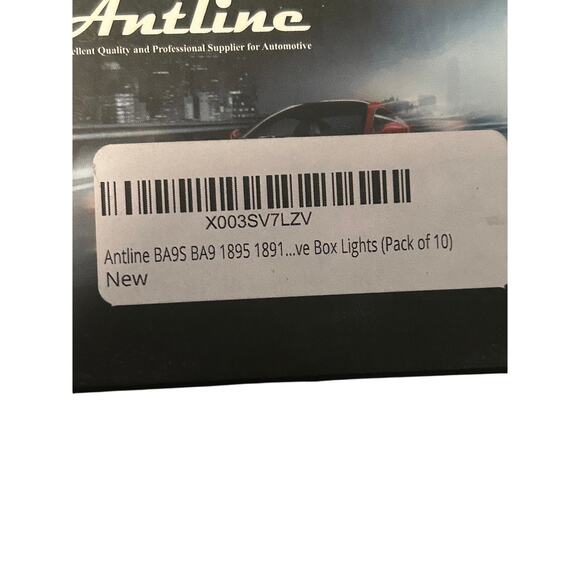 Antline
ellent Quality and Professional Supplier for Automotive
X003SV7LZV
Antline BA9S BA9 1895 1891...ve Box Lights (Pack of 10)
New